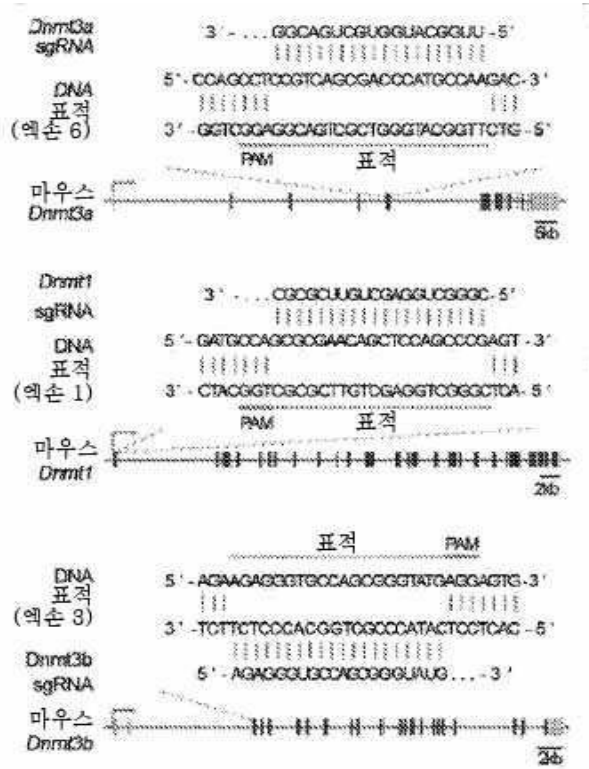 Dnmt3a
sgRNA
3'-....GGCAGUCGUGGUACGGUU-5'
DNA
표적
(엑손 6)
5'-CCAGCCTCCGTCAGCGACCCATGCCAAGAC-3'
3'-GGTCGGAGGCAGTCGCTGGGTACGGTTCTG-5'
PAM 표적
마우스
Dnmt3a
Dnmt1
sgRNA
3'-....CGCGCUUGUCGAGGUCGGGC-5'
DNA
표적
(엑손 1)
5'-GATGCCAGCGCGAACAGCTCCAGCCCGAGT-3'
3'-CTACGGTCGCGCTTGTCGAGGTCGGGCTCA-5'
PAM 표적
마우스
Dnmt1
2kb
표적 PAM
DNA
표적
(엑손 3)
5'-AGAAGAGGGTGCCAGCGGGTATGAGGAGTG-3'
3'-TCTTCTCCCACGGTCGCCCATACTCCTCAC-5'
Dnmt3b
sgRNA
5'-AGAGGGUGCCAGCGGGUAUG...-3'
마우스
Dnmt3b
2kb